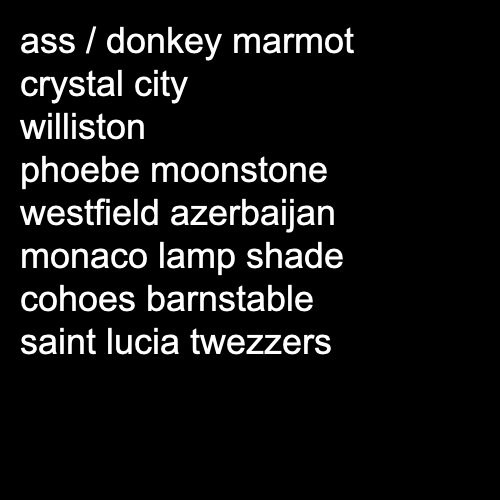 ass / donkey marmot
crystal city
williston
phoebe moonstone
westfield azerbaijan
monaco lamp shade
cohoes barnstable
saint lucia twezzers